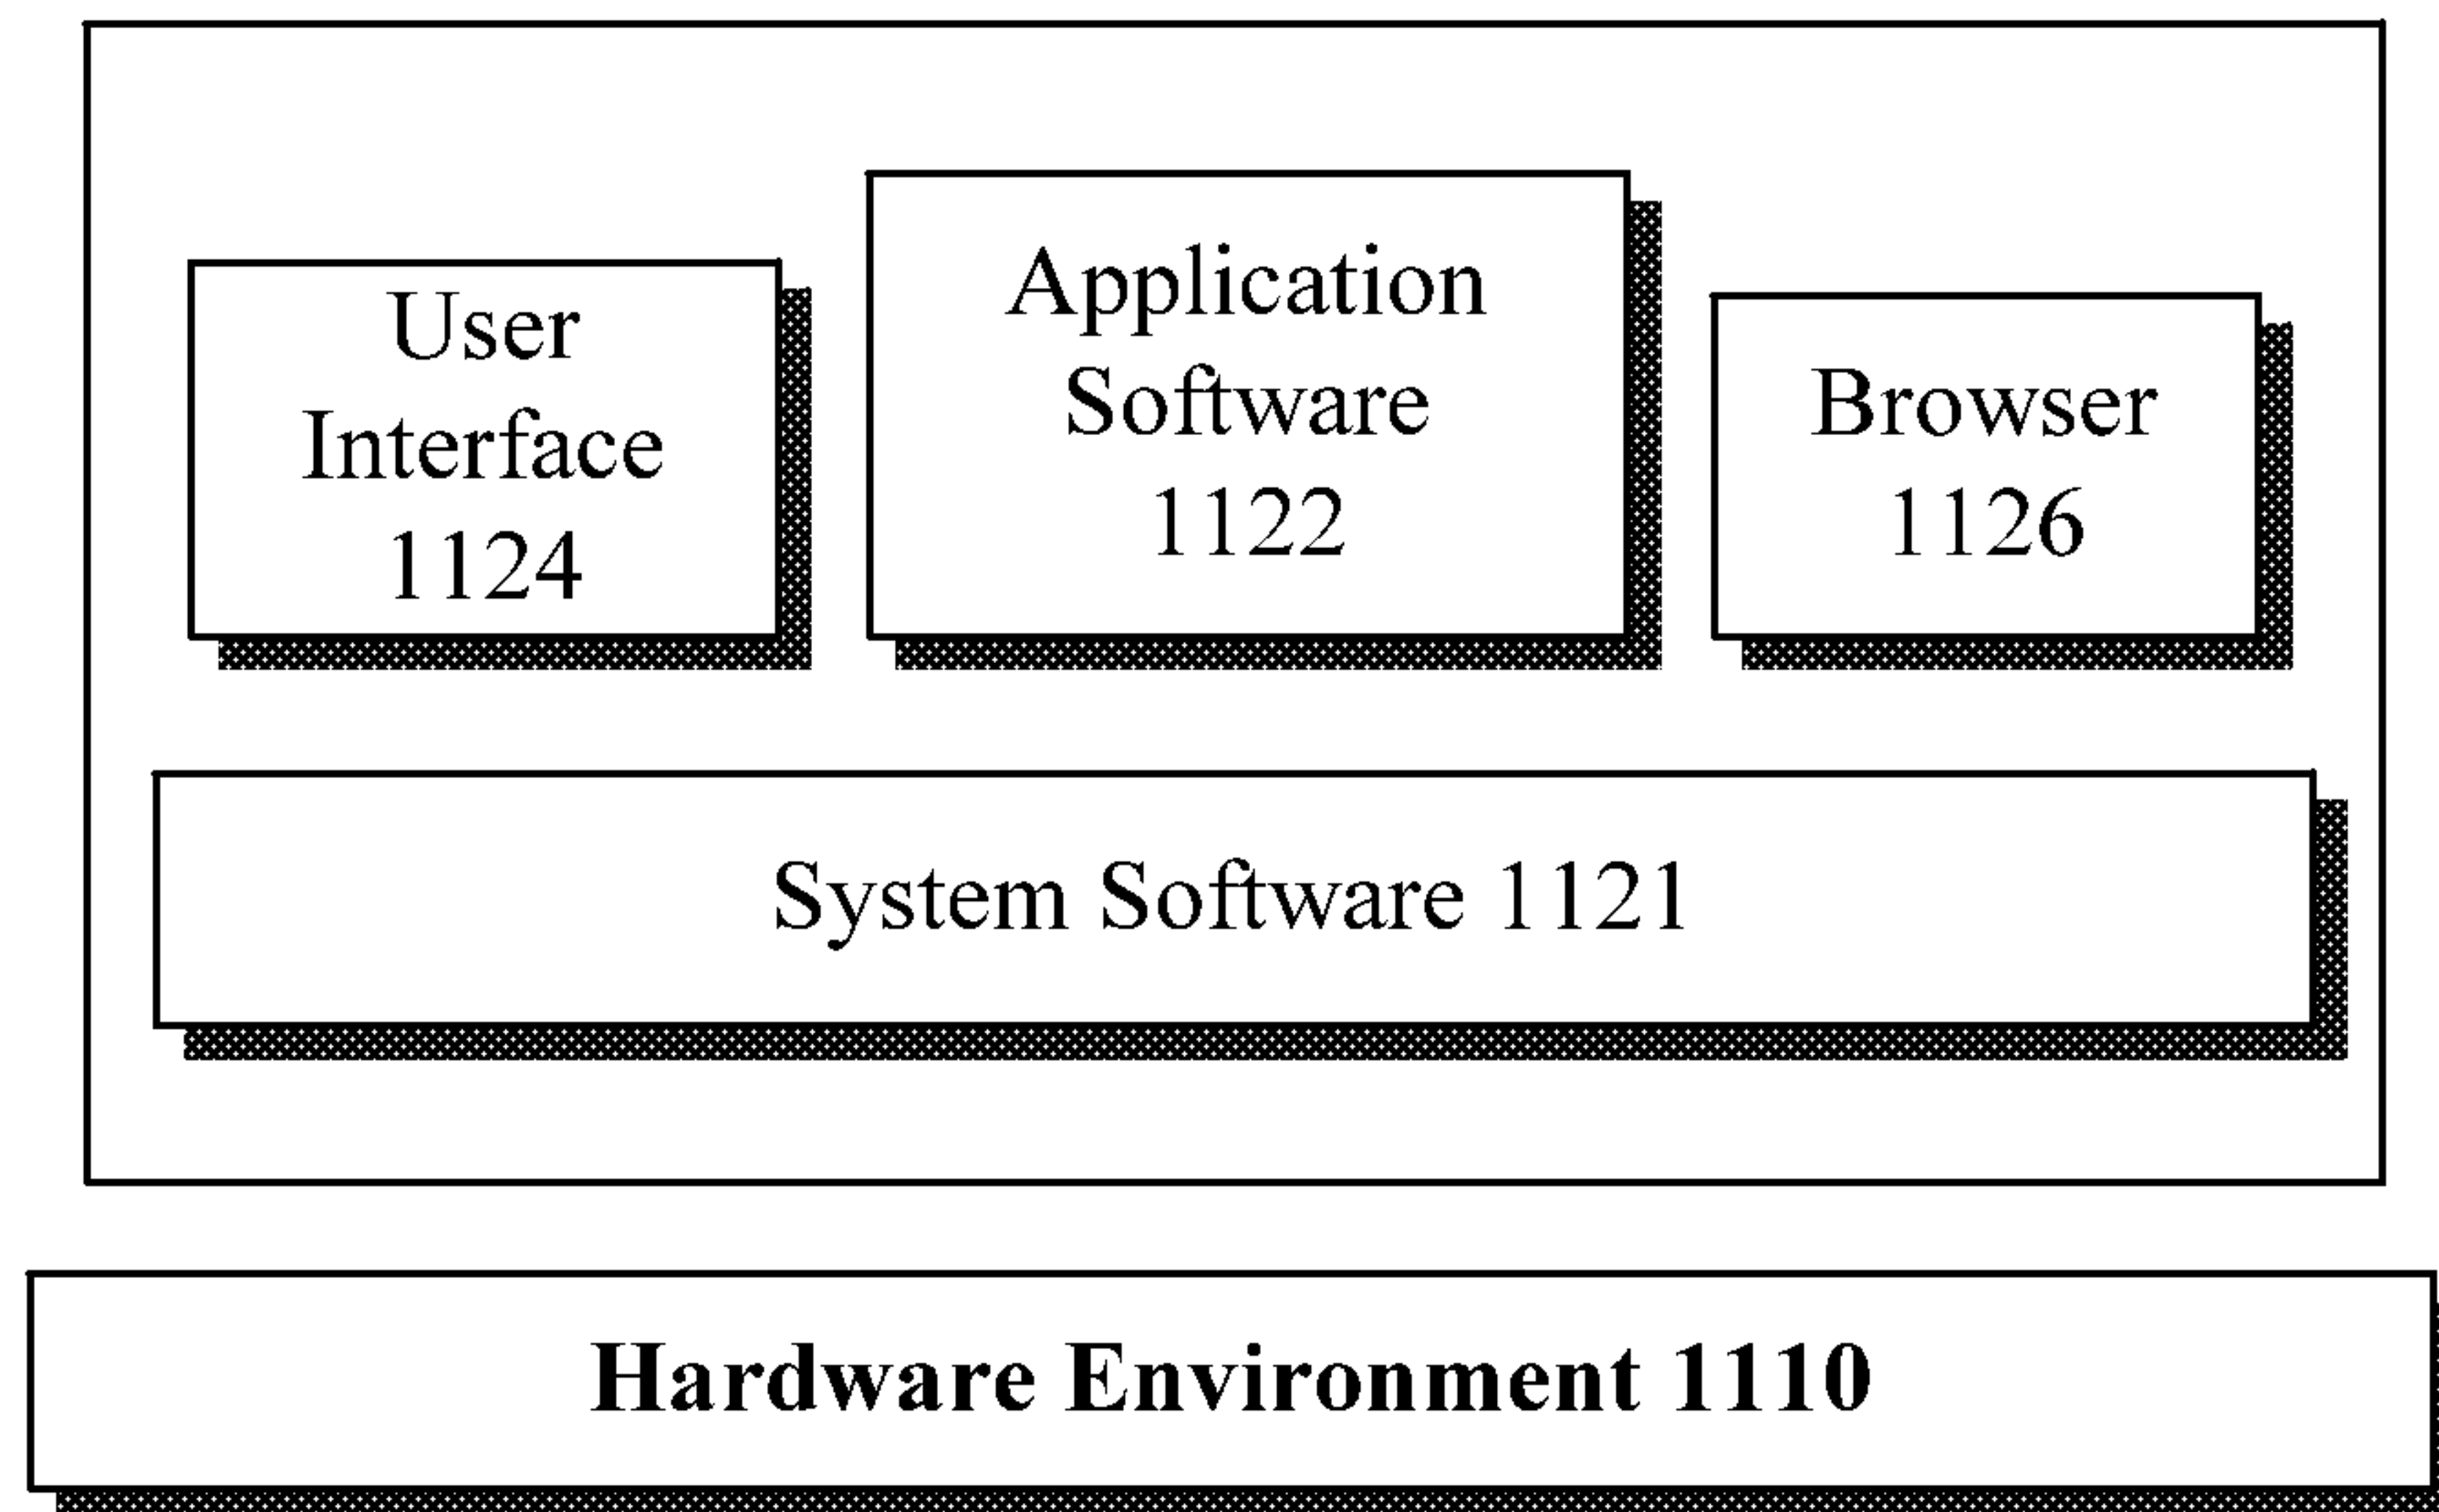 User
Interface
1124
Application
Software
1122
Browser
1126
System Software 1121
Hardware Environment 1110